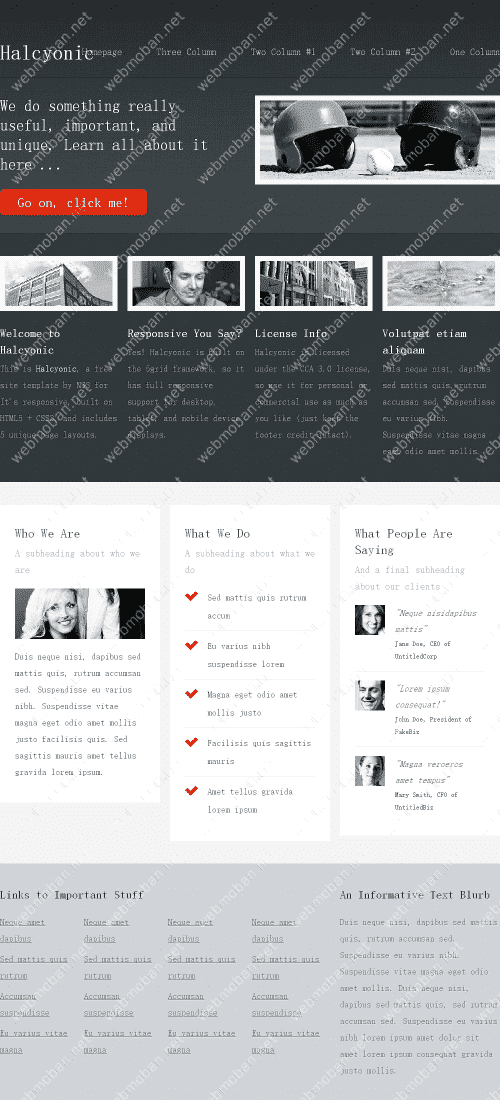 Halcyonic
Homepage
Three Column
Two Column #1
Two Column #2
One Column
We do something really
useful, important, and
unique. Learn all about it
here ...
Go on, click me!
Welcome to
Halcyonic
This is Halcyonic, a free
site template by N33 for
It's responsive, built on
HTML5 + CSS3, and includes
5 unique page layouts.
Responsive You Say?
Yes! Halcyonic is built on
the 5grid framework, so it
has full responsive
support for desktop,
tablet, and mobile device
displays.
License Info
Halcyonic is licensed
under the CCA 3.0 license,
so use it for personal or
commercial use as much as
you like (just keep the
footer credit intact).
Volutpat etiam
aliquam
Duis neque nisi, dapibus
sed mattis quis, rutrum
accumsan sed. Suspendisse
eu varius nibh.
Suspendisse vitae magna
eget odio amet mollis.
Who We Are
A subheading about who we
are
Duis neque nisi, dapibus sed
mattis quis, rutrum accumsan
sed. Suspendisse eu varius
nibh. Suspendisse vitae
magna eget odio amet mollis
justo facilisis quis. Sed
sagittis mauris amet tellus
gravida lorem ipsum.
What We Do
A subheading about what we
do
Sed mattis quis rutrum
accum
Eu varius nibh
suspendisse lorem
Magna eget odio amet
mollis justo
Facilisis quis sagittis
mauris
Amet tellus gravida
lorem ipsum
What People Are
Saying
And a final subheading
about our clients
"Neque nisidapibus
mattis"
Jane Doe, CEO of
UntitledCorp
"Lorem ipsum
consequat!"
John Doe, President of
FakeBiz
"Magna veroeros
amet tempus"
Mary Smith, CFO of
UntitledBiz
Links to Important Stuff
Neque amet
dapibus
Sed mattis quis
rutrum
Accumsan
suspendisse
Eu varius vitae
magna
Neque amet
dapibus
Sed mattis quis
rutrum
Accumsan
suspendisse
Eu varius vitae
magna
Neque amet
dapibus
Sed mattis quis
rutrum
Accumsan
suspendisse
Eu varius vitae
magna
Neque amet
dapibus
Sed mattis quis
rutrum
Accumsan
suspendisse
Eu varius vitae
magna
An Informative Text Blurb
Duis neque nisi, dapibus sed mattis
quis, rutrum accumsan sed.
Suspendisse eu varius nibh.
Suspendisse vitae magna eget odio
amet mollis. Duis neque nisi,
dapibus sed mattis quis, sed rutrum
accumsan sed. Suspendisse eu varius
nibh lorem ipsum amet dolor sit
amet lorem ipsum consequat gravida
justo mollis.
webmoban.net